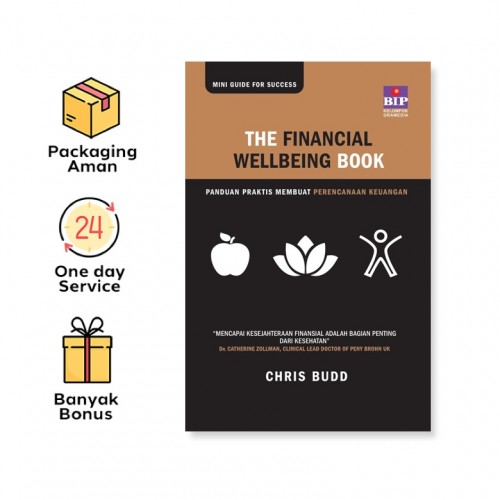 Packaging
Aman
24
One day
Service
Banyak
Bonus
MINI GUIDE FOR SUCCESS
BIP
KELOMPOK
GRAMEDIA
THE FINANCIAL
WELLBEING BOOK
PANDUAN PRAKTIS MEMBUAT PERENCANAAN KEUANGAN
"MENCAPAI KESEJAHTERAAN FINANSIAL ADALAH BAGIAN PENTING
DARI KESEHATAN"
Dr. CATHERINE ZOLLMAN, CLINICAL LEAD DOCTOR OF PENY BROHN UK
CHRIS BUDD